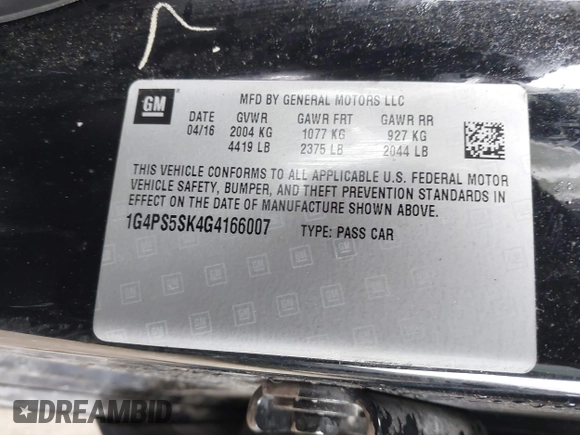 GM
MFD BY GENERAL MOTORS LLC
DATE GVWR GAWR FRT GAWR RR
04/16 2004 KG 1077 KG 927 KG
4419 LB 2375 LB 2044 LB
THIS VEHICLE CONFORMS TO ALL APPLICABLE U.S. FEDERAL MOTOR
VEHICLE SAFETY, BUMPER, AND THEFT PREVENTION STANDARDS IN
EFFECT ON THE DATE OF MANUFACTURE SHOWN ABOVE.
1G4PS5SK4G4166007 TYPE: PASS CAR
DREAMBID